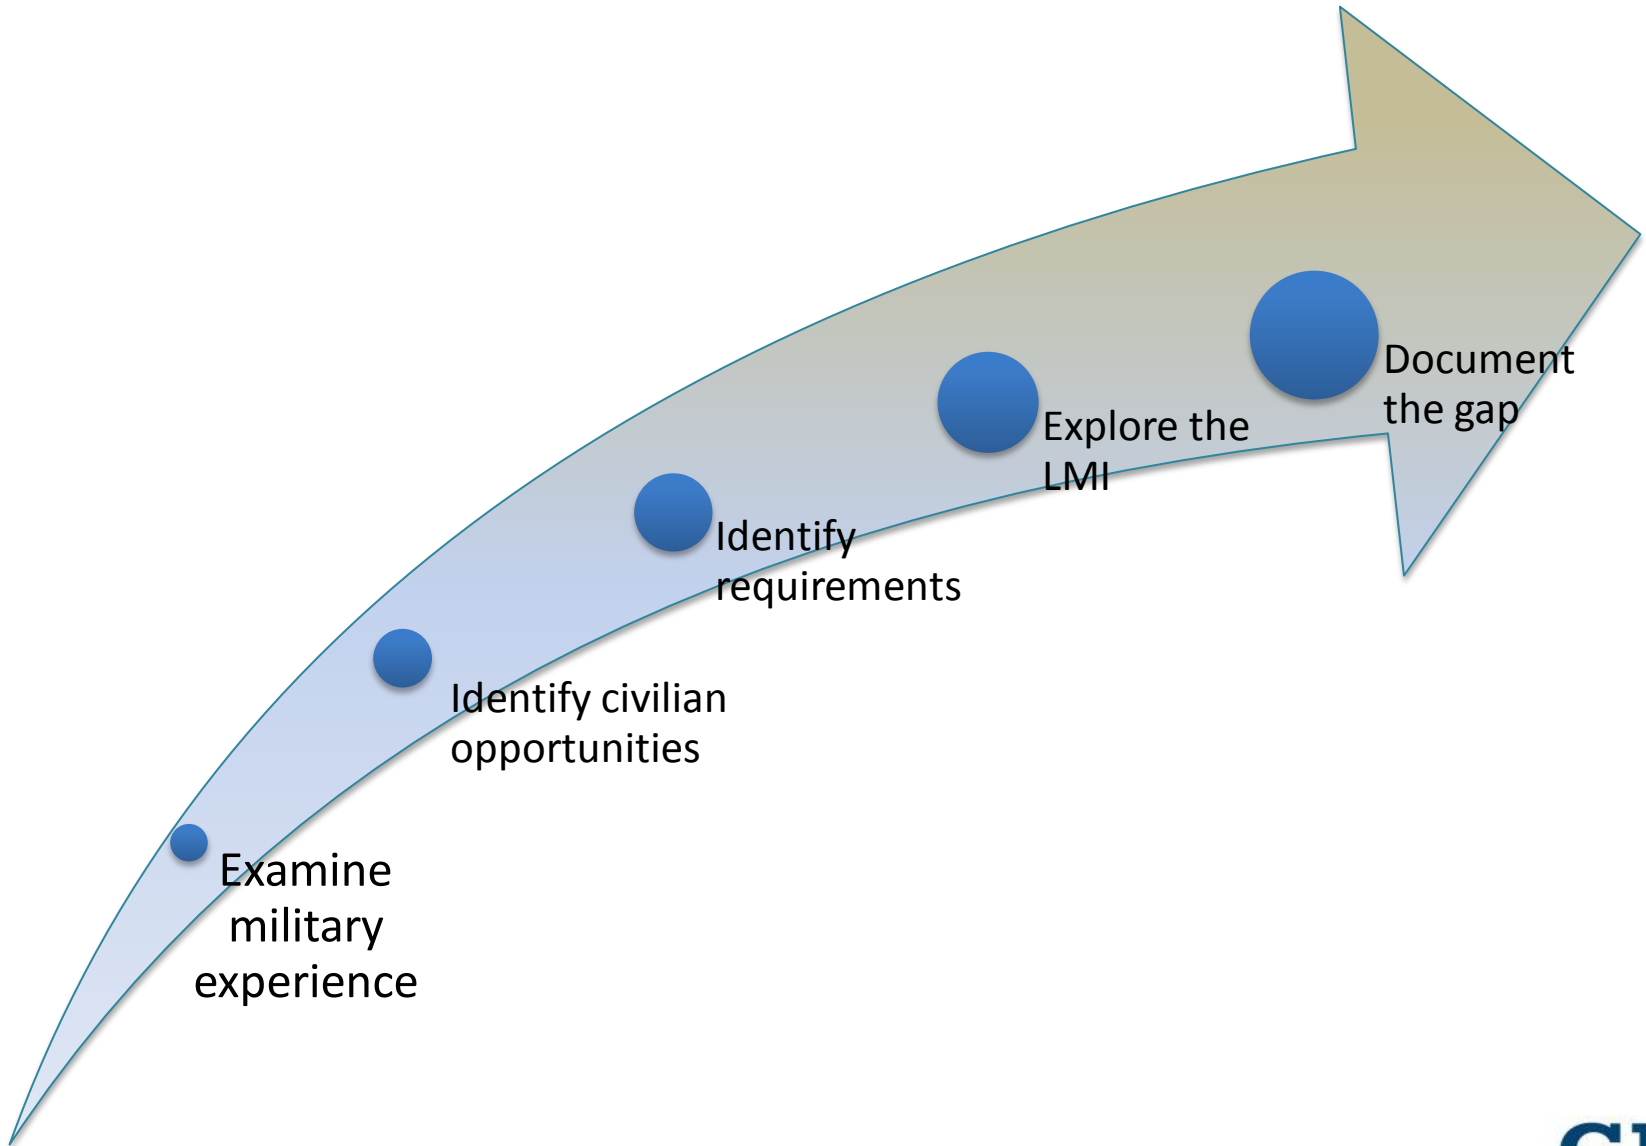 Document
the gap
Explore the
LMI
Identify
requirements
Identify civilian
opportunities
Examine
military
experience